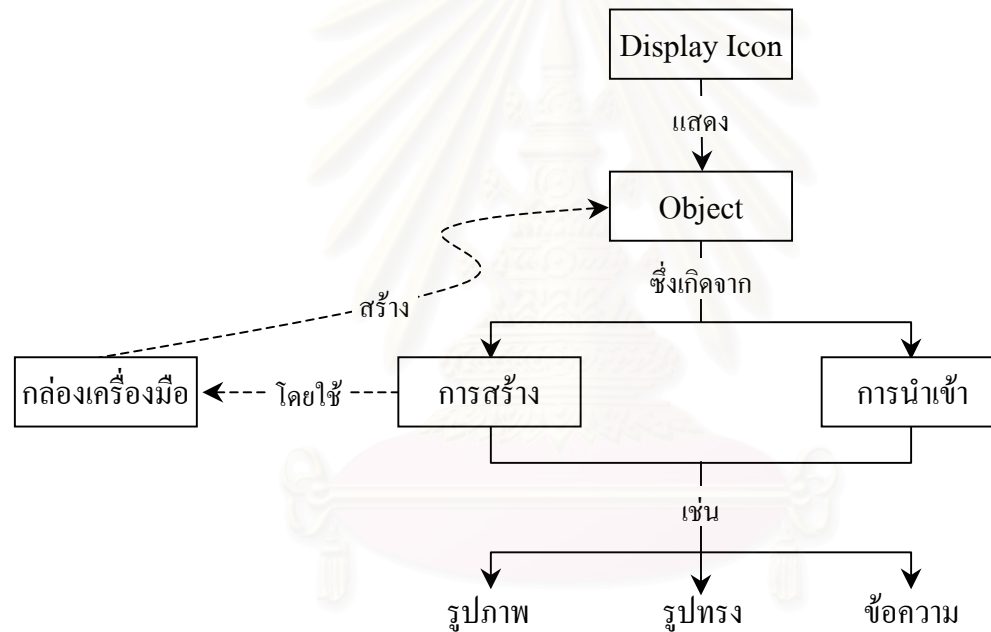 Display Icon
แสดง
Object
ซึ่งเกิดจาก
สร้าง
กล่องเครื่องมือ
โดยใช้
การสร้าง
การนำเข้า
เช่น
รูปภาพ
รูปทรง
ข้อความ